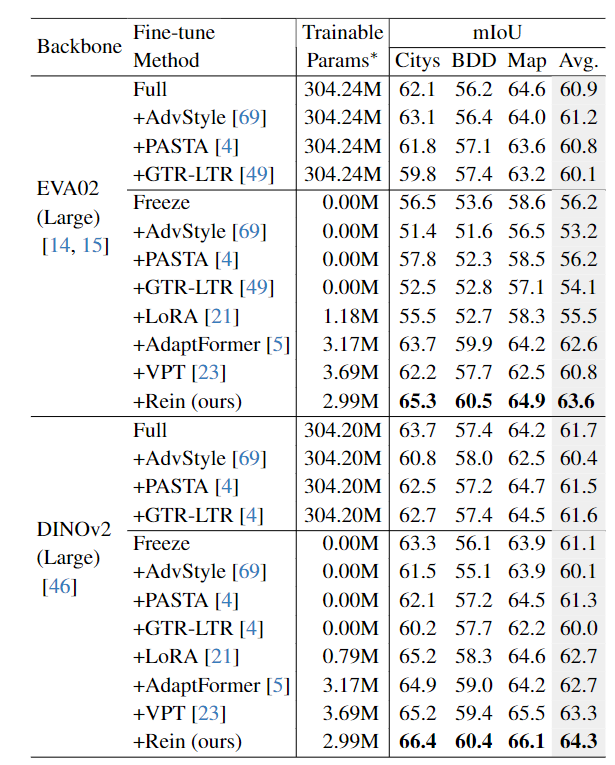 Backbone Fine-tune Method Trainable Params* mIoU
Citys BDD Map Avg.
EVA02 (Large) [14, 15]
Full 304.24M 62.1 56.2 64.6 60.9
+AdvStyle [69] 304.24M 63.1 56.4 64.0 61.2
+PASTA [4] 304.24M 61.8 57.1 63.6 60.8
+GTR-LTR [49] 304.24M 59.8 57.4 63.2 60.1
Freeze 0.00M 56.5 53.6 58.6 56.2
+AdvStyle [69] 0.00M 51.4 51.6 56.5 53.2
+PASTA [4] 0.00M 57.8 52.3 58.5 56.2
+GTR-LTR [49] 0.00M 52.5 52.8 57.1 54.1
+LoRA [21] 1.18M 55.5 52.7 58.3 55.5
+AdaptFormer [5] 3.17M 63.7 59.9 64.2 62.6
+VPT [23] 3.69M 62.2 57.7 62.5 60.8
+Rein (ours) 2.99M 65.3 60.5 64.9 63.6
DINOv2 (Large) [46]
Full 304.20M 63.7 57.4 64.2 61.7
+AdvStyle [69] 304.20M 60.8 58.0 62.5 60.4
+PASTA [4] 304.20M 62.5 57.2 64.7 61.5
+GTR-LTR [4] 304.20M 62.7 57.4 64.5 61.6
Freeze 0.00M 63.3 56.1 63.9 61.1
+AdvStyle [69] 0.00M 61.5 55.1 63.9 60.1
+PASTA [4] 0.00M 62.1 57.2 64.5 61.3
+GTR-LTR [4] 0.00M 60.2 57.7 62.2 60.0
+LoRA [21] 0.79M 65.2 58.3 64.6 62.7
+AdaptFormer [5] 3.17M 64.9 59.0 64.2 62.7
+VPT [23] 3.69M 65.2 59.4 65.5 63.3
+Rein (ours) 2.99M 66.4 60.4 66.1 64.3